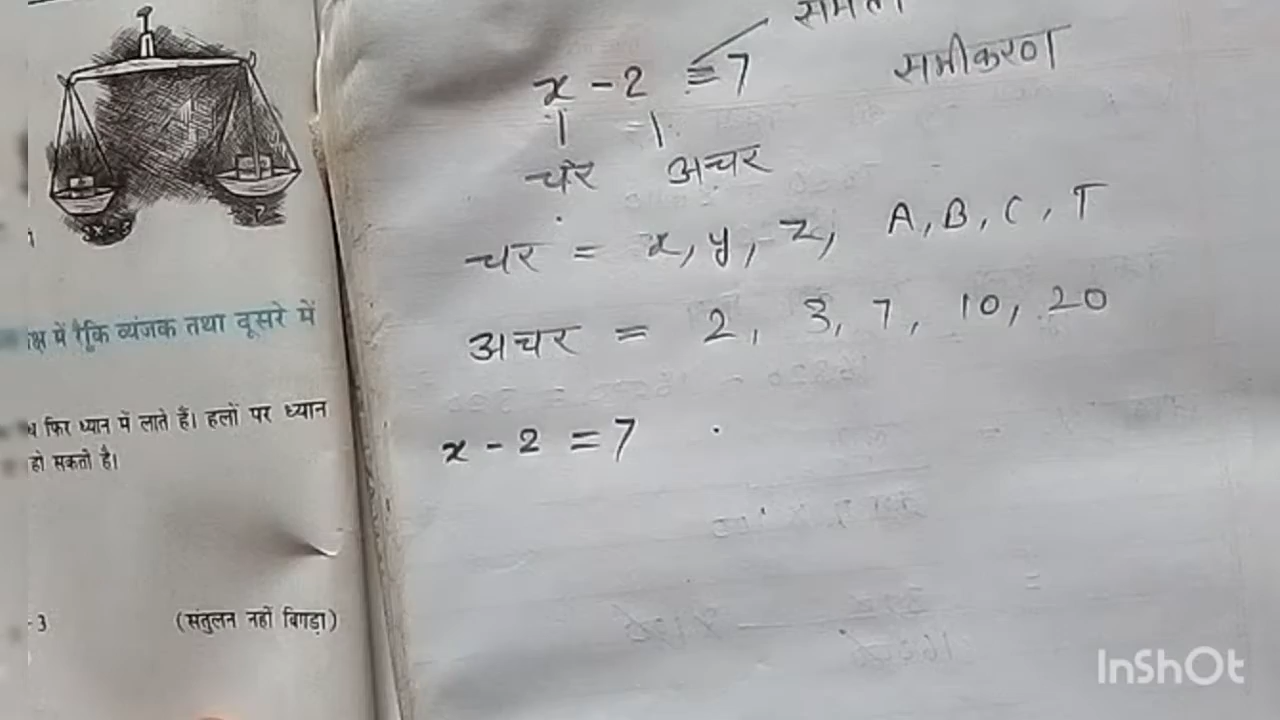 समता
x - 2 = 7
समीकरण
चर अचर
चर = x, y, z, A, B, C, T
अचर = 2, 3, 7, 10, 20
x - 2 = 7
में रैखिक व्यंजक तथा दूसरे में
फिर ध्यान में लाते हैं। हलों पर ध्यान
हो सकतो है।
-3 (संतुलन नहीं बिगड़ा)
InShOt